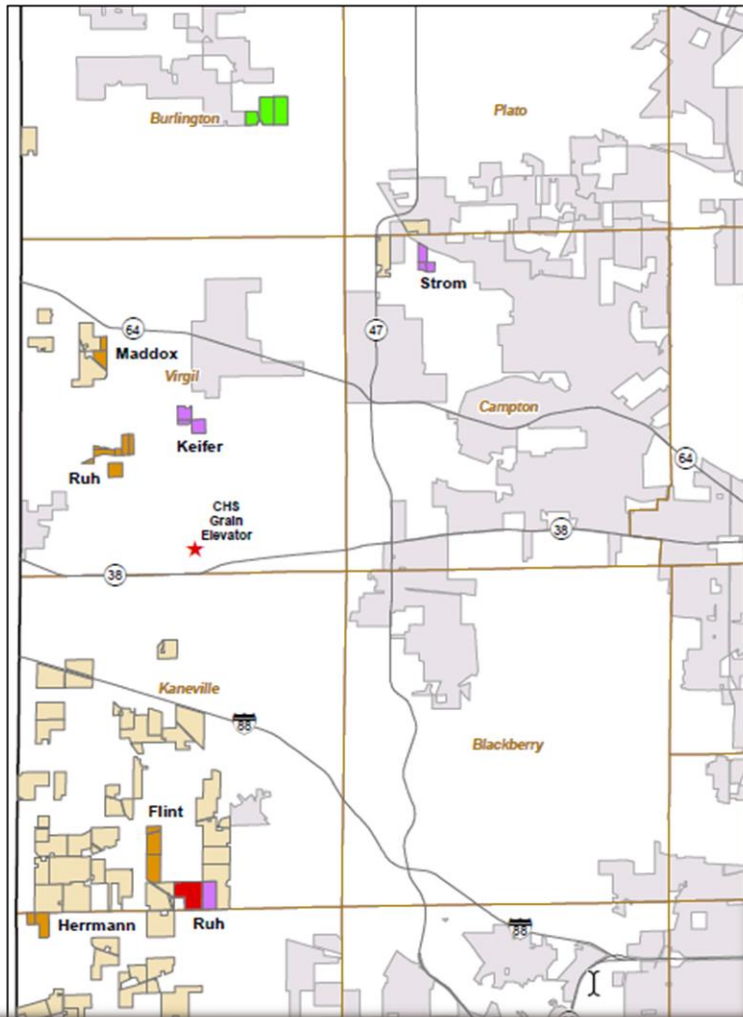 Burlington
Plato
Strom
64
47
Maddox
Virgil
Campton
Keifer
64
Ruh
CHS
Grain
Elevator
38
38
Kaneville
88
Blackberry
Flint
Herrmann
Ruh
88